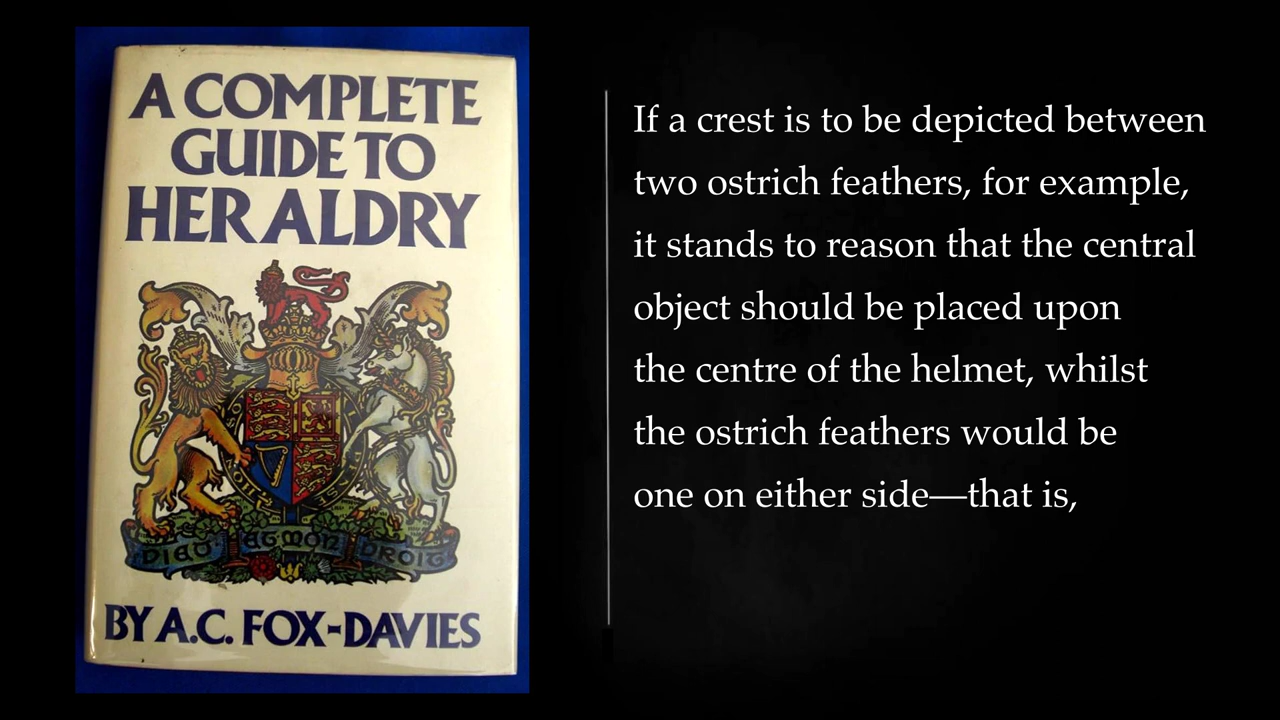 A COMPLETE
GUIDE TO
HERALDRY
DIEU ET MON DROIT
BY A.C. FOX-DAVIES
If a crest is to be depicted between
two ostrich feathers, for example,
it stands to reason that the central
object should be placed upon
the centre of the helmet, whilst
the ostrich feathers would be
one on either side—that is,